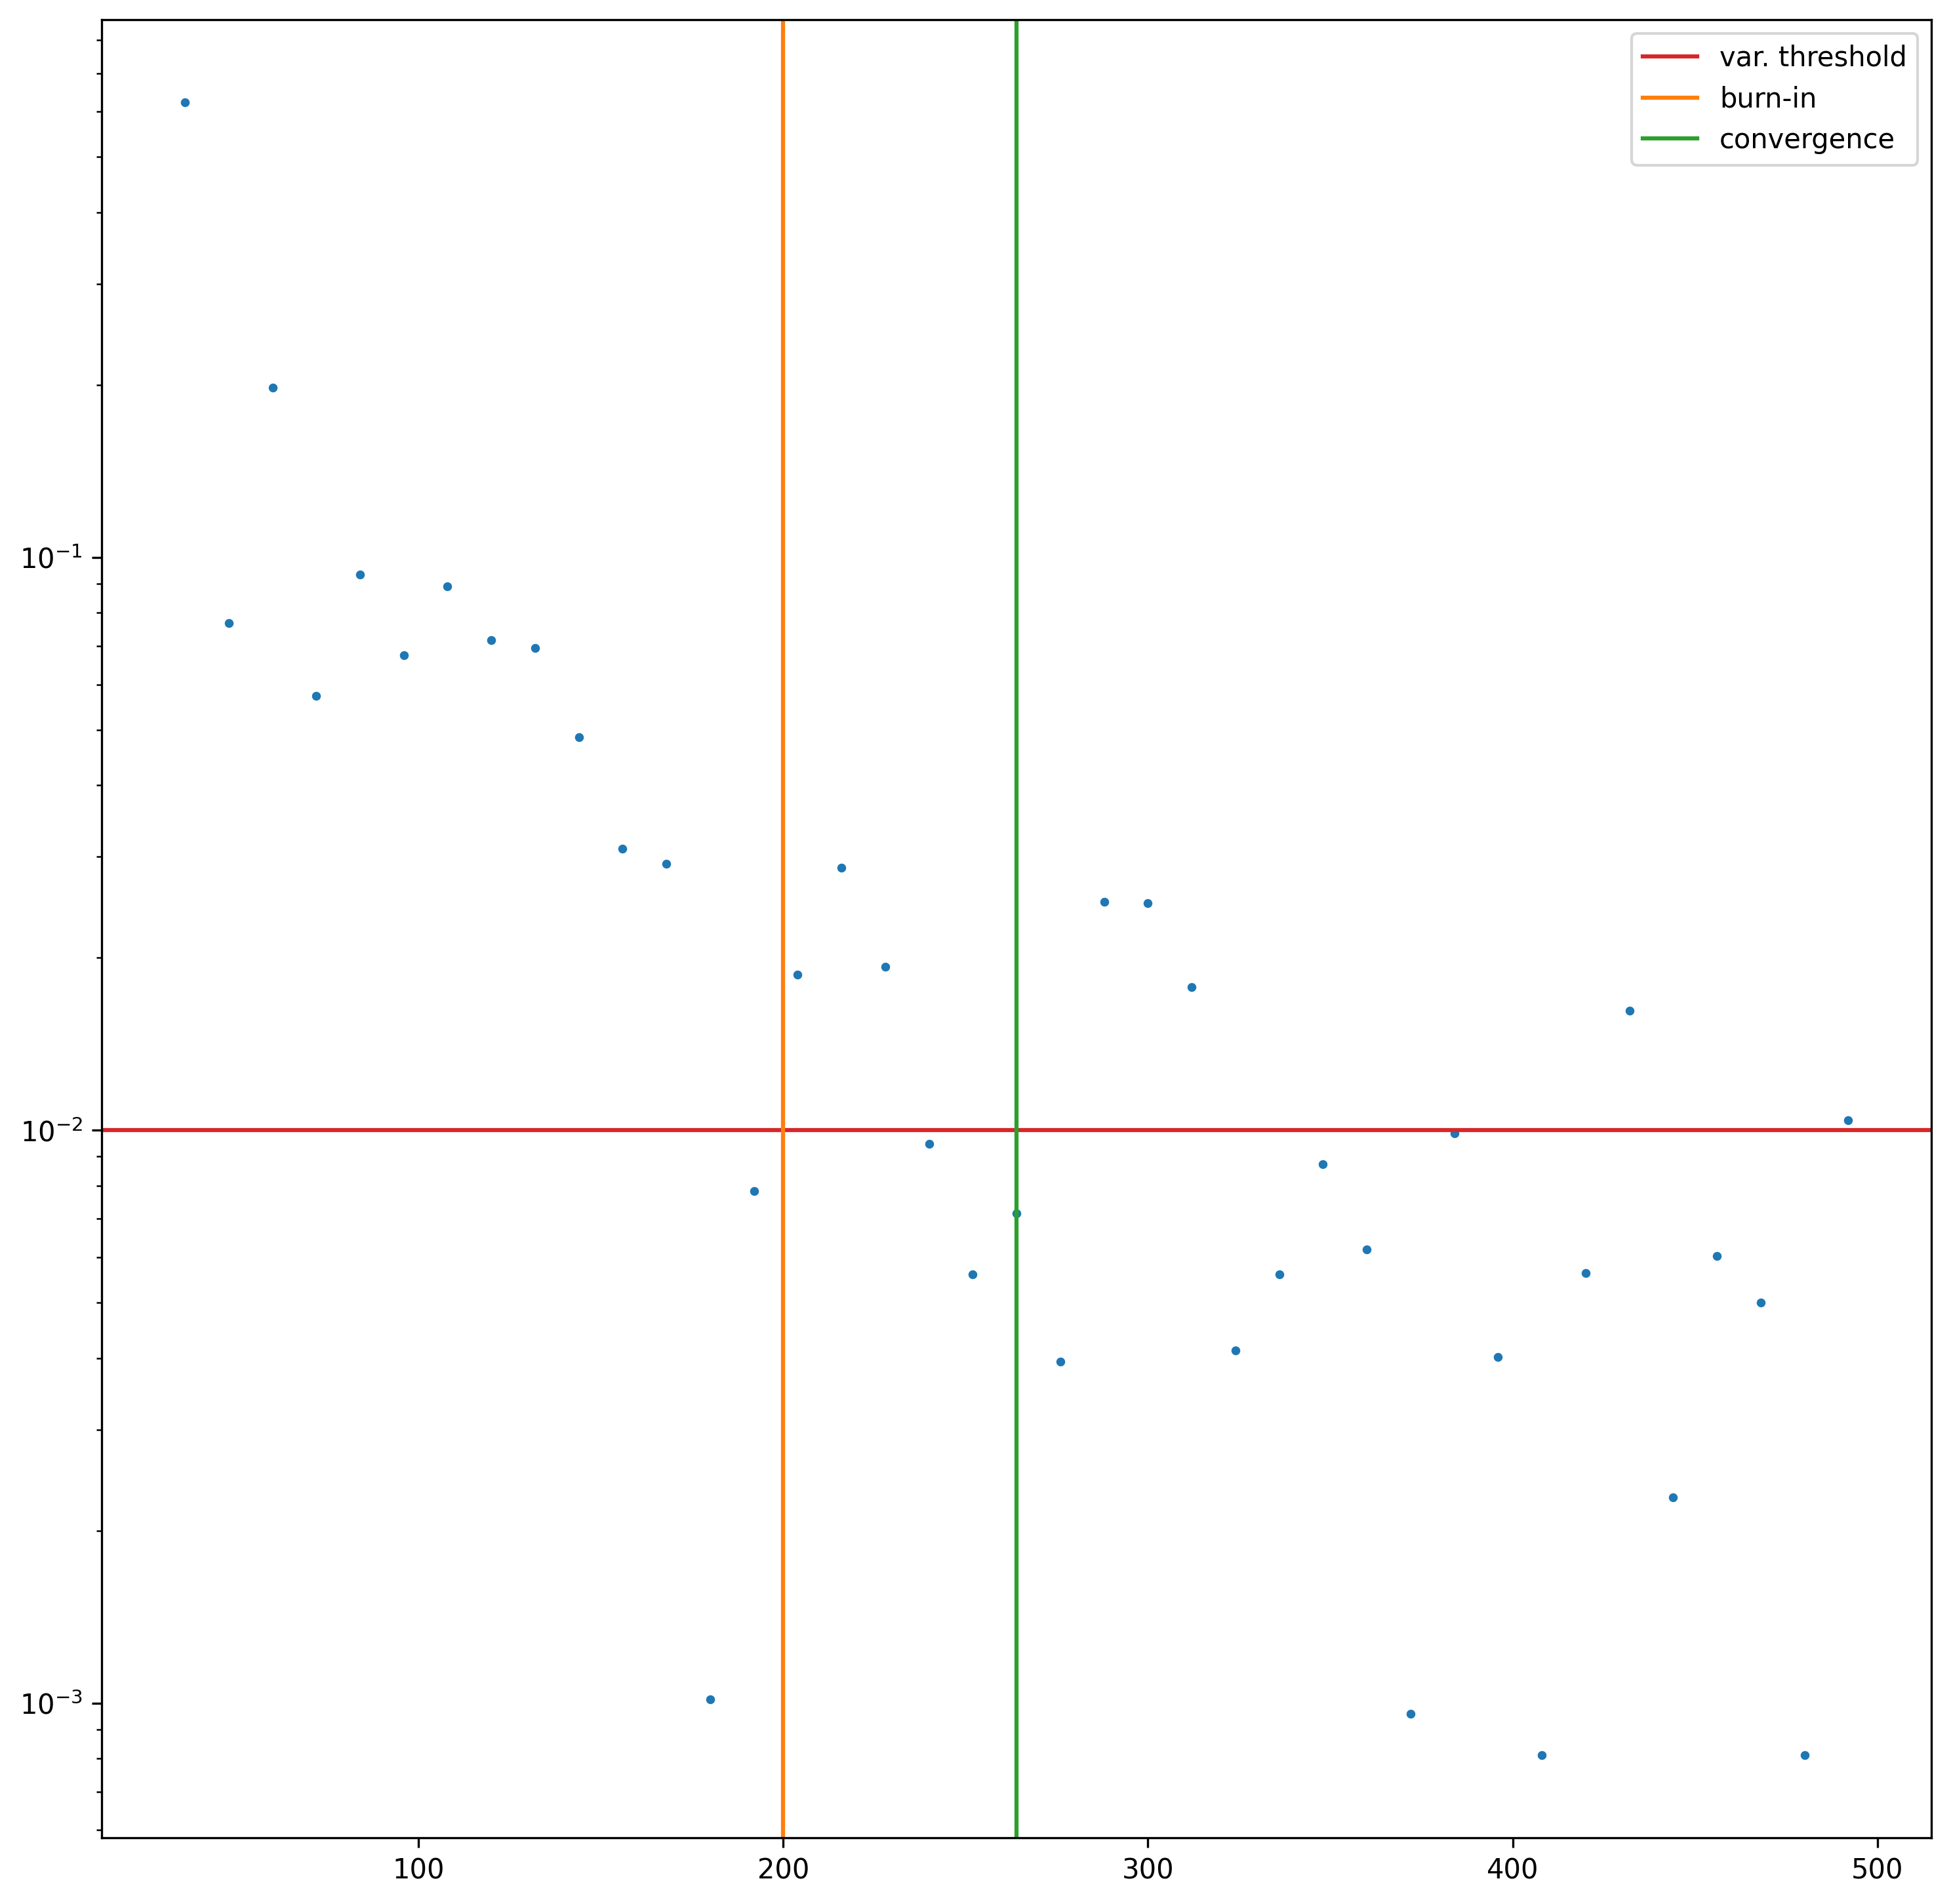 var. threshold
burn-in
convergence
10⁻¹
10⁻²
10⁻³
100 200 300 400 500